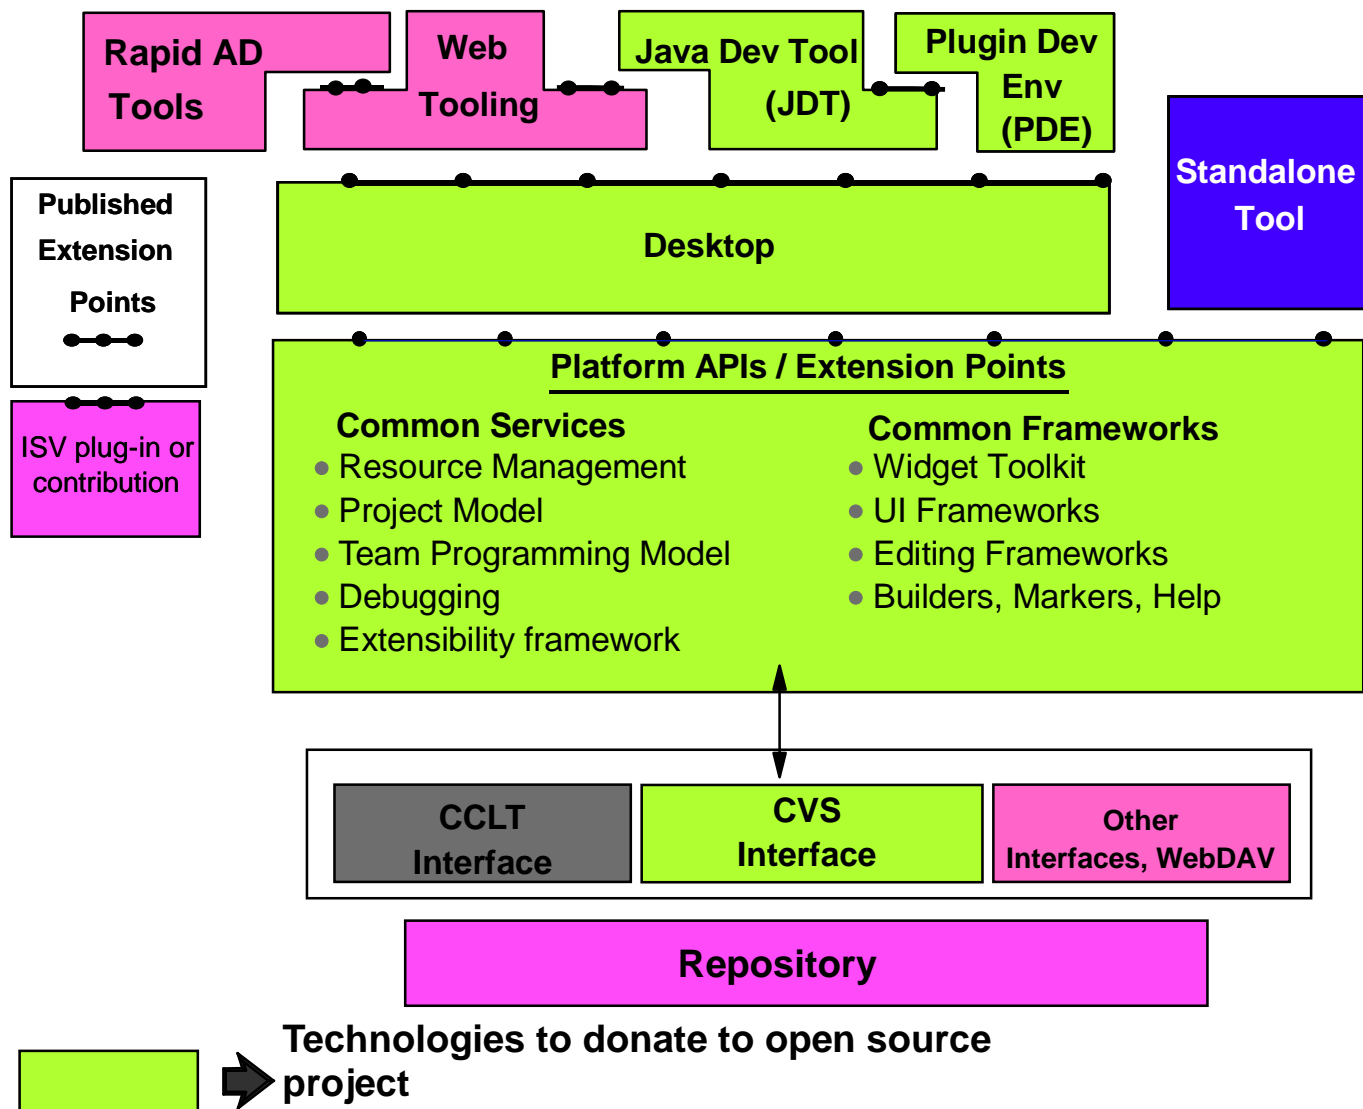 Rapid AD
Tools
Web
Tooling
Java Dev Tool
(JDT)
Plugin Dev
Env
(PDE)
Standalone
Tool
Published
Extension
Points
Desktop
ISV plug-in or
contribution
Platform APIs / Extension Points
Common Services
Resource Management
Project Model
Team Programming Model
Debugging
Extensibility framework
Common Frameworks
Widget Toolkit
UI Frameworks
Editing Frameworks
Builders, Markers, Help
CCLT
Interface
CVS
Interface
Other
Interfaces, WebDAV
Repository
Technologies to donate to open source
project